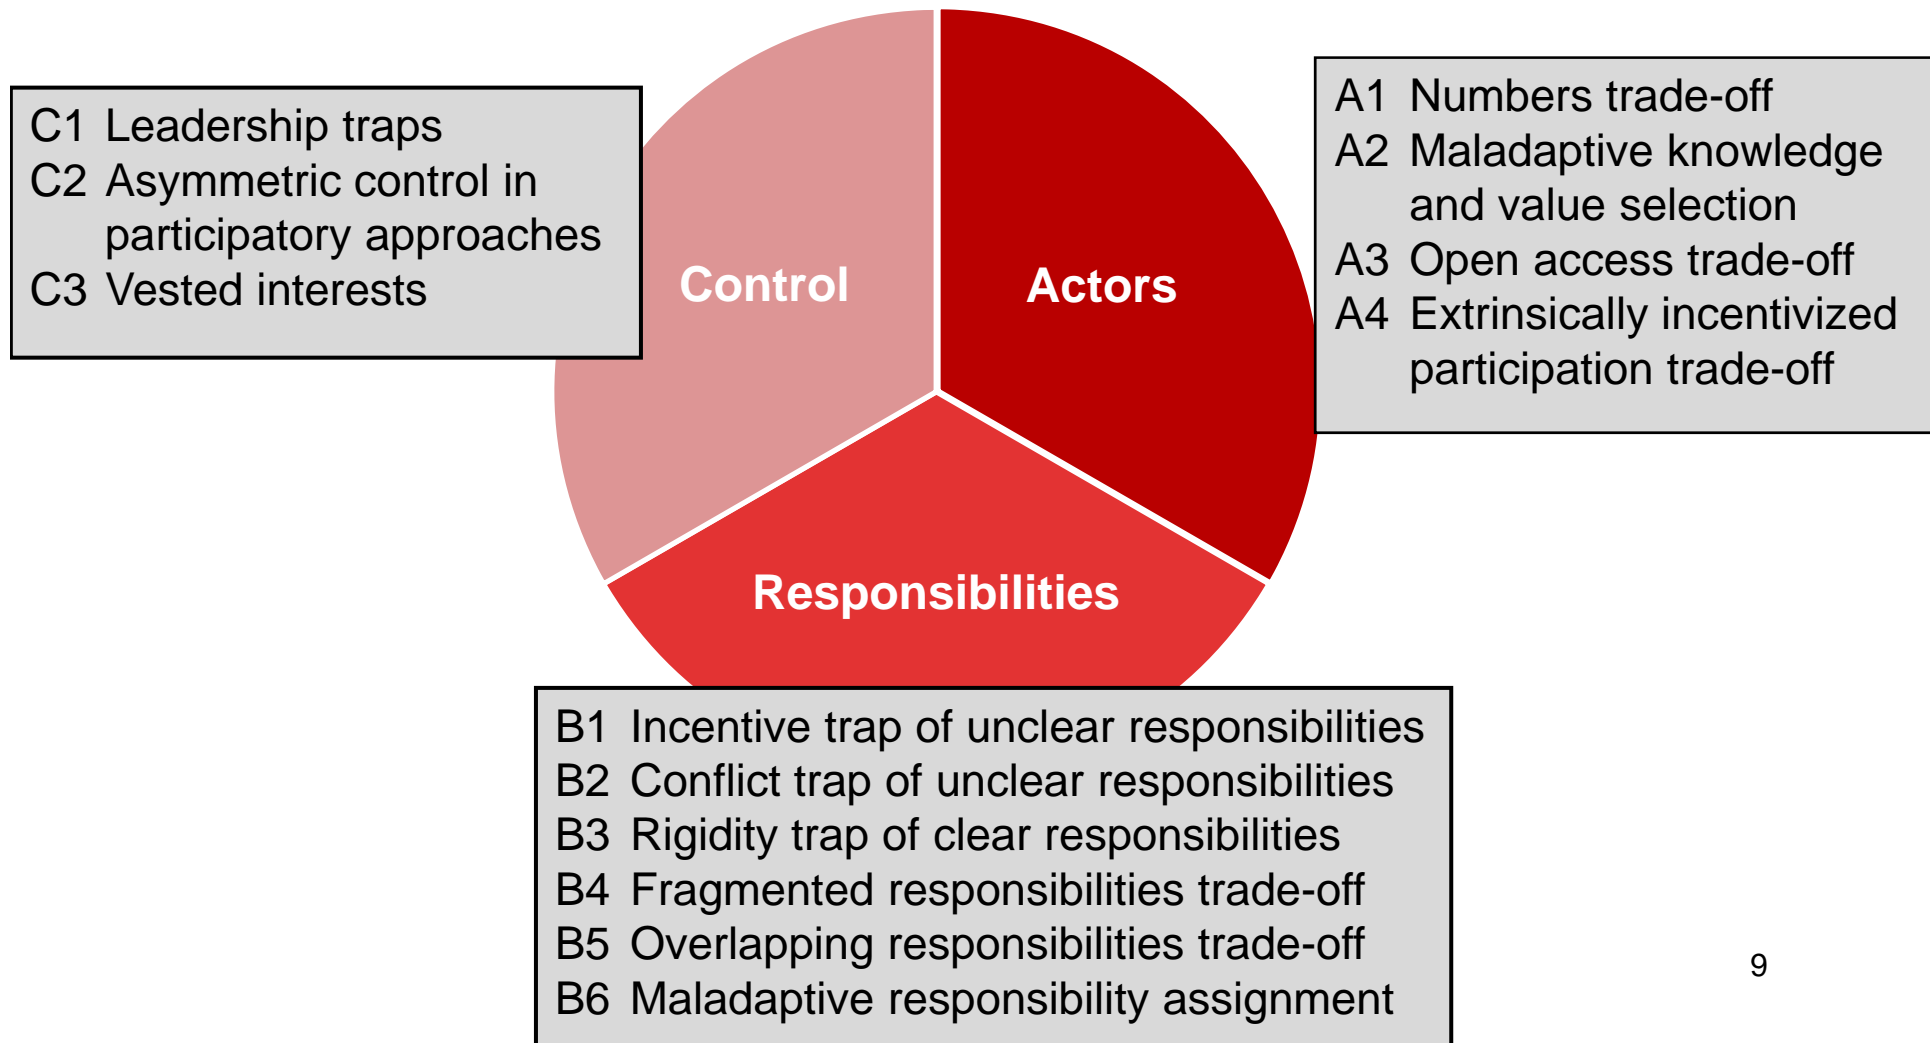 C1 Leadership traps
C2 Asymmetric control in
participatory approaches
C3 Vested interests
Control
Actors
A1 Numbers trade-off
A2 Maladaptive knowledge
and value selection
A3 Open access trade-off
A4 Extrinsically incentivized
participation trade-off
Responsibilities
B1 Incentive trap of unclear responsibilities
B2 Conflict trap of unclear responsibilities
B3 Rigidity trap of clear responsibilities
B4 Fragmented responsibilities trade-off
B5 Overlapping responsibilities trade-off
B6 Maladaptive responsibility assignment
9